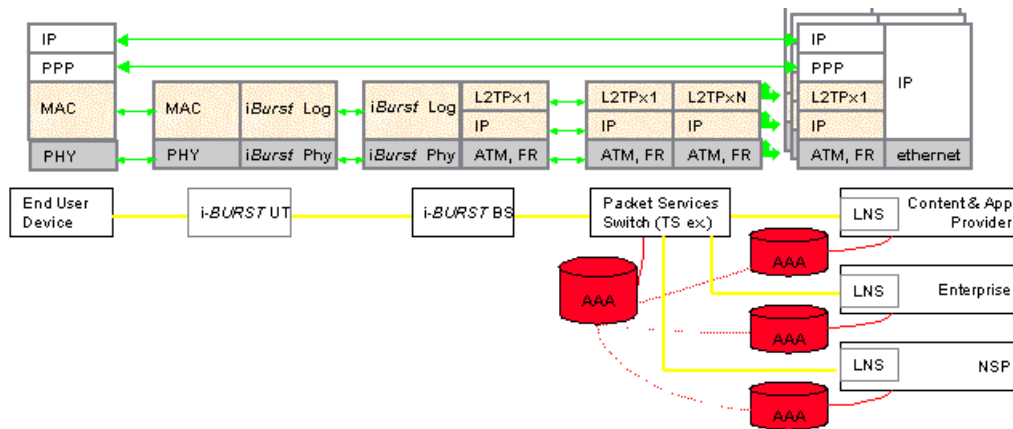 IP
IP
PPP
PPP
IP
MAC
MAC
iBurst Log
iBurst Log
L2TPx1
L2TPx1
L2TPxN
L2TPx1
IP
IP
IP
IP
PHY
PHY
iBurst Phy
iBurst Phy
ATM, FR
ATM, FR
ATM, FR
ATM, FR
ethernet
End User
Device
i-BURST UT
i-BURST BS
Packet Services
Switch (TS ex.)
LNS
Content & App
Provider
AAA
AAA
LNS
Enterprise
AAA
LNS
NSP
AAA